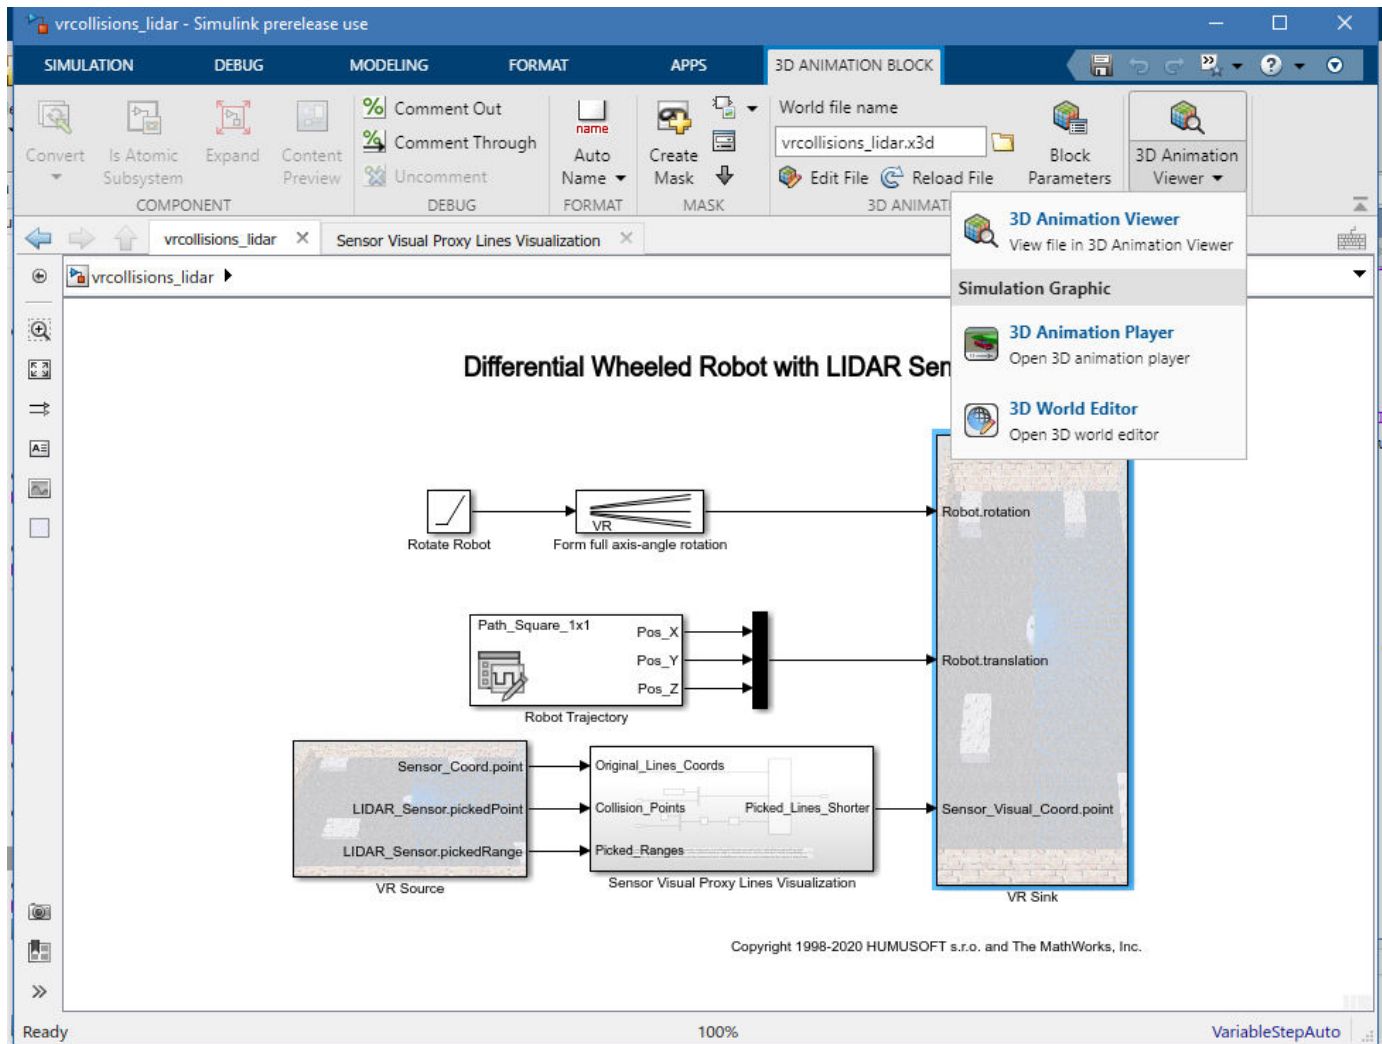 vrcollisions_lidar - Simulink prerelease use
SIMULATION DEBUG MODELING FORMAT APPS 3D ANIMATION BLOCK
Convert
Is Atomic
Subsystem
Expand
Content
Preview
COMPONENT
Comment Out
Comment Through
Uncomment
DEBUG
name
Auto
Name
FORMAT
Create
Mask
MASK
World file name
vrcollisions_lidar.x3d
Edit File Reload File
Block
Parameters
3D Animation
Viewer
3D ANIMATI
3D Animation Viewer
View file in 3D Animation Viewer
Simulation Graphic
3D Animation Player
Open 3D animation player
3D World Editor
Open 3D world editor
vrcollisions_lidar
Sensor Visual Proxy Lines Visualization
vrcollisions_lidar
Differential Wheeled Robot with LIDAR Sen
Rotate Robot
VR
Form full axis-angle rotation
Robot.rotation
Path_Square_1x1
Pos_X
Pos_Y
Pos_Z
Robot Trajectory
Robot.translation
Sensor_Coord.point
LIDAR_Sensor.pickedPoint
LIDAR_Sensor.pickedRange
VR Source
Original_Lines_Coords
Collision_Points
Picked_Ranges
Picked_Lines_Shorter
Sensor Visual Proxy Lines Visualization
Sensor_Visual_Coord.point
VR Sink
Copyright 1998-2020 HUMUSOFT s.r.o. and The MathWorks, Inc.
Ready 100% VariableStepAuto